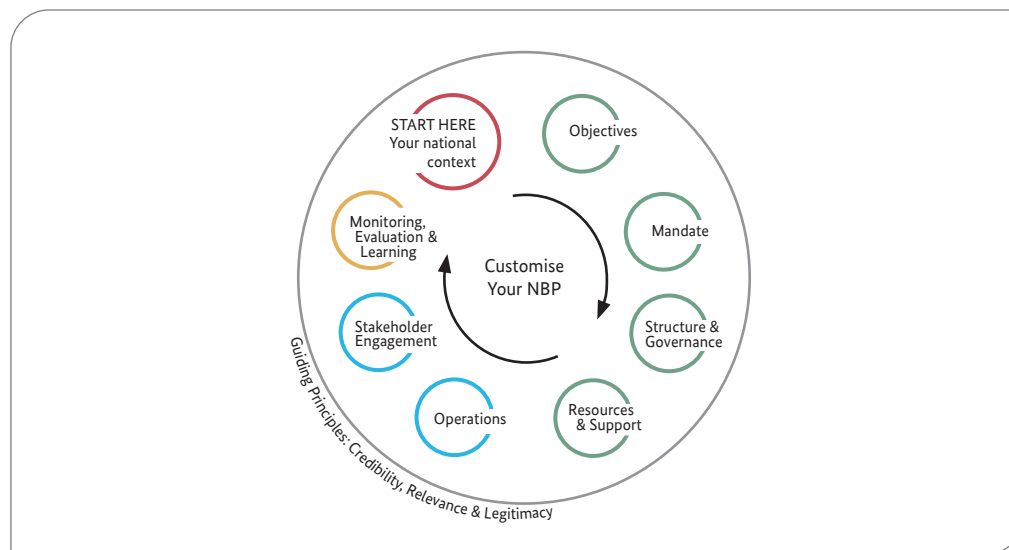 START HERE
Your national
context
Objectives
Mandate
Structure &
Governance
Resources
& Support
Operations
Stakeholder
Engagement
Monitoring,
Evaluation &
Learning
Customise
Your NBP
Guiding Principles: Credibility, Relevance & Legitimacy